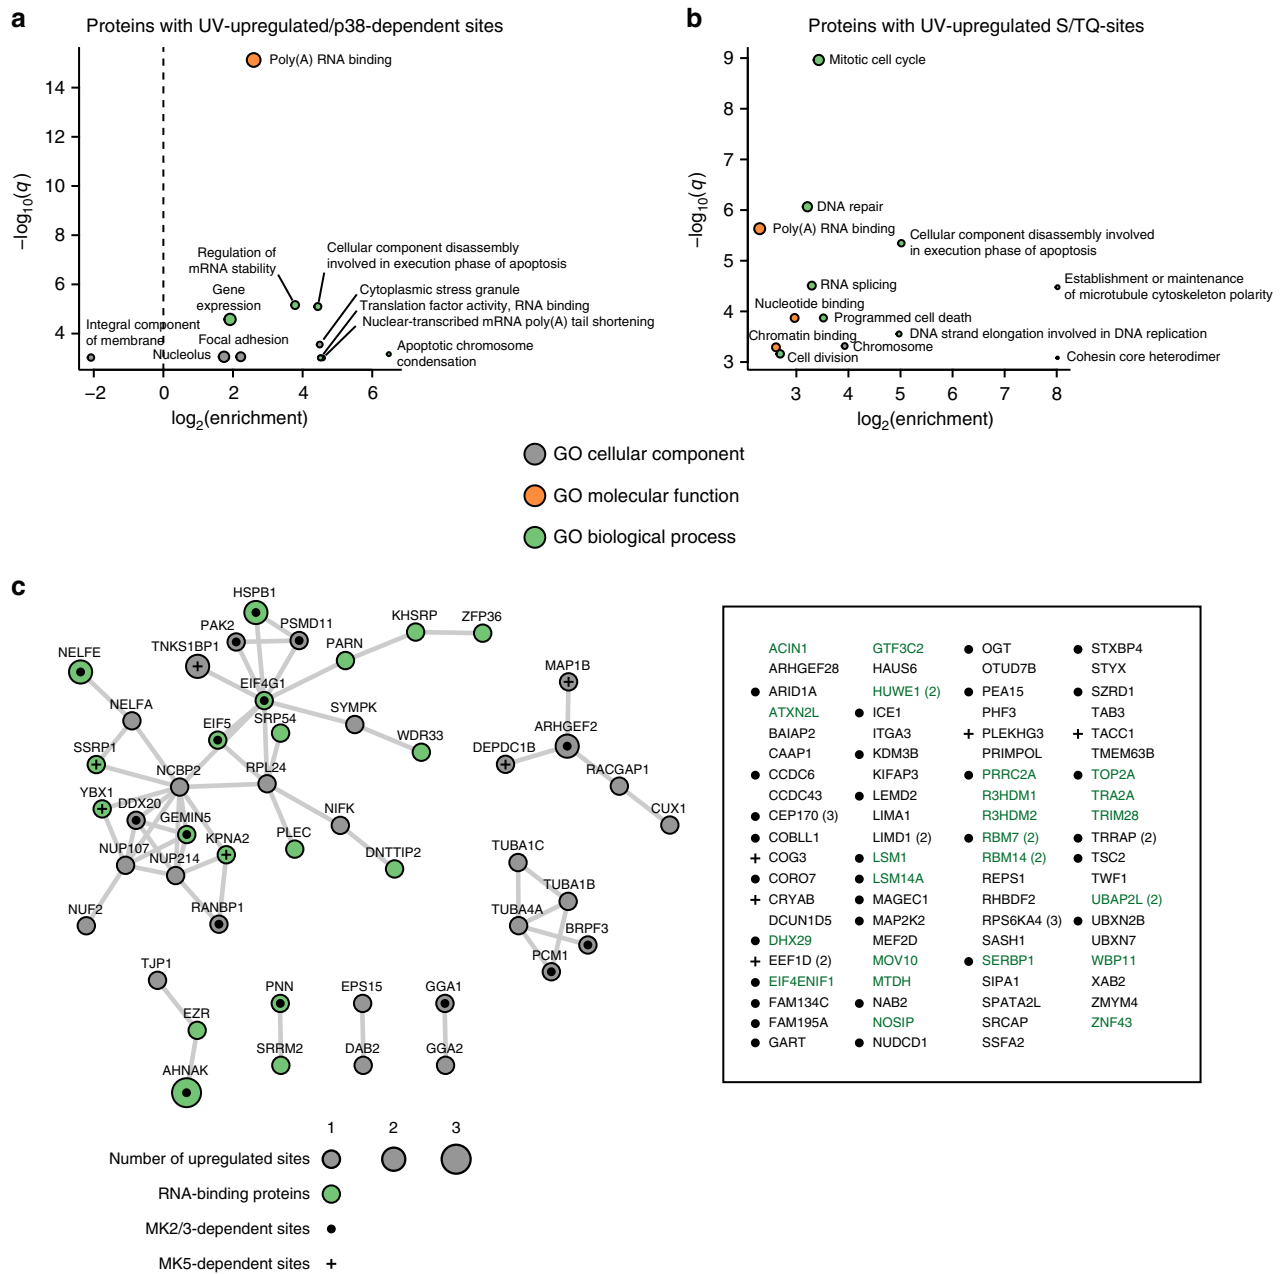 a
Proteins with UV-upregulated/p38-dependent sites
−log10(q)
14
12
10
8
6
4
Poly(A) RNA binding
Regulation of
mRNA stability
Cellular component disassembly
involved in execution phase of apoptosis
Gene
expression
Cytoplasmic stress granule
Translation factor activity, RNA binding
Nuclear-transcribed mRNA poly(A) tail shortening
Integral component
of membrane
Focal adhesion
Nucleolus
Apoptotic chromosome
condensation
−2
0
2
4
6
log2(enrichment)
b
Proteins with UV-upregulated S/TQ-sites
−log10(q)
9
8
7
6
5
4
3
Mitotic cell cycle
DNA repair
Poly(A) RNA binding
Cellular component disassembly involved
in execution phase of apoptosis
RNA splicing
Establishment or maintenance
of microtubule cytoskeleton polarity
Nucleotide binding
Programmed cell death
Chromatin binding
DNA strand elongation involved in DNA replication
Chromosome
Cell division
Cohesin core heterodimer
3
4
5
6
7
8
log2(enrichment)
GO cellular component
GO molecular function
GO biological process
c
HSPB1
PAK2
PSMD11
KHSRP
ZFP36
TNKS1BP1
PARN
NELFE
EIF4G1
NELFA
EIF5
SRP54
SYMPK
SSRP1
WDR33
NCBP2
RPL24
YBX1
DDX20
GEMIN5
NIFK
KPNA2
PLEC
NUP107
NUP214
DNTTIP2
NUF2
RANBP1
MAP1B
ARHGEF2
DEPDC1B
RACGAP1
CUX1
TUBA1C
TUBA1B
TUBA4A
BRPF3
PCM1
TJP1
EZR
AHNAK
PNN
SRRM2
EPS15
DAB2
GGA1
GGA2
1
2
3
Number of upregulated sites
RNA-binding proteins
MK2/3-dependent sites
MK5-dependent sites
ACIN1
ARHGEF28
ARID1A
ATXN2L
BAIAP2
CAAP1
CCDC6
CCDC43
CEP170 (3)
COBLL1
COG3
CORO7
CRYAB
DCUN1D5
DHX29
EEF1D (2)
EIF4ENIF1
FAM134C
FAM195A
GART
GTF3C2
HAUS6
HUWE1 (2)
ICE1
ITGA3
KDM3B
KIFAP3
LEMD2
LIMA1
LIMD1 (2)
LSM1
LSM14A
MAGEC1
MAP2K2
MEF2D
MOV10
MTDH
NAB2
NOSIP
NUDCD1
OGT
OTUD7B
PEA15
PHF3
PLEKHG3
PRIMPOL
PRRC2A
R3HDM1
R3HDM2
RBM7 (2)
RBM14 (2)
REPS1
RHBDF2
RPS6KA4 (3)
SASH1
SERBP1
SIPA1
SPATA2L
SRCAP
SSFA2
STXBP4
STYX
SZRD1
TAB3
TACC1
TMEM63B
TOP2A
TRA2A
TRIM28
TRRAP (2)
TSC2
TWF1
UBAP2L (2)
UBXN2B
UBXN7
WBP11
XAB2
ZMYM4
ZNF43